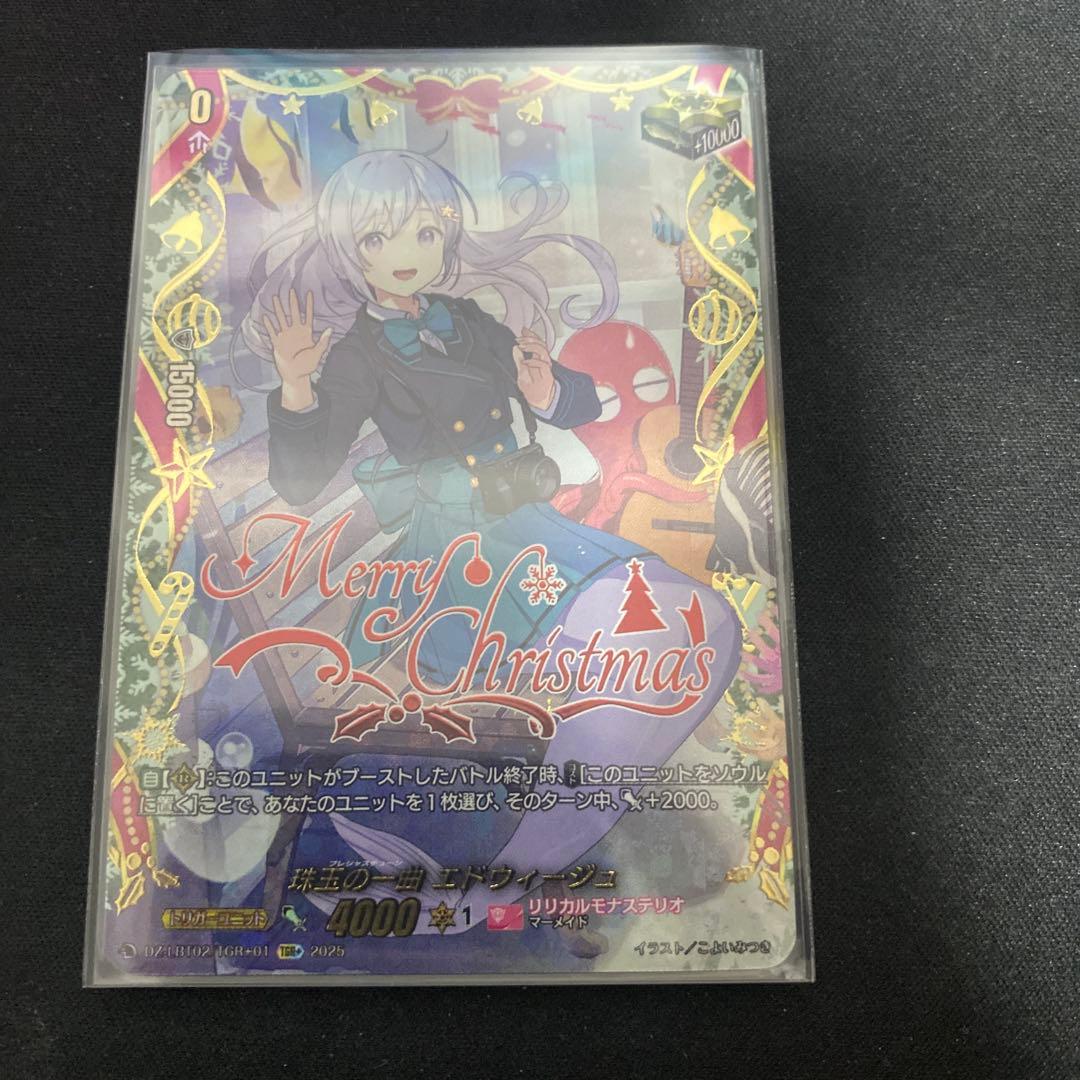 0
+10000
15000
Merry
Christmas
自【】:このユニットがブーストしたバトル終了時、コスト[このユニットをソウル
に置く]ことで、あなたのユニットを1枚選び、そのターン中、+2000。
プレシャスチューン
珠玉の一曲 エドウィージュ
トリガーユニット 4000 1 リリカルモナステリオ
マーメイド
DZ-LBT02/TGR+01 TGR+ 2025 イラスト/こよいみつき